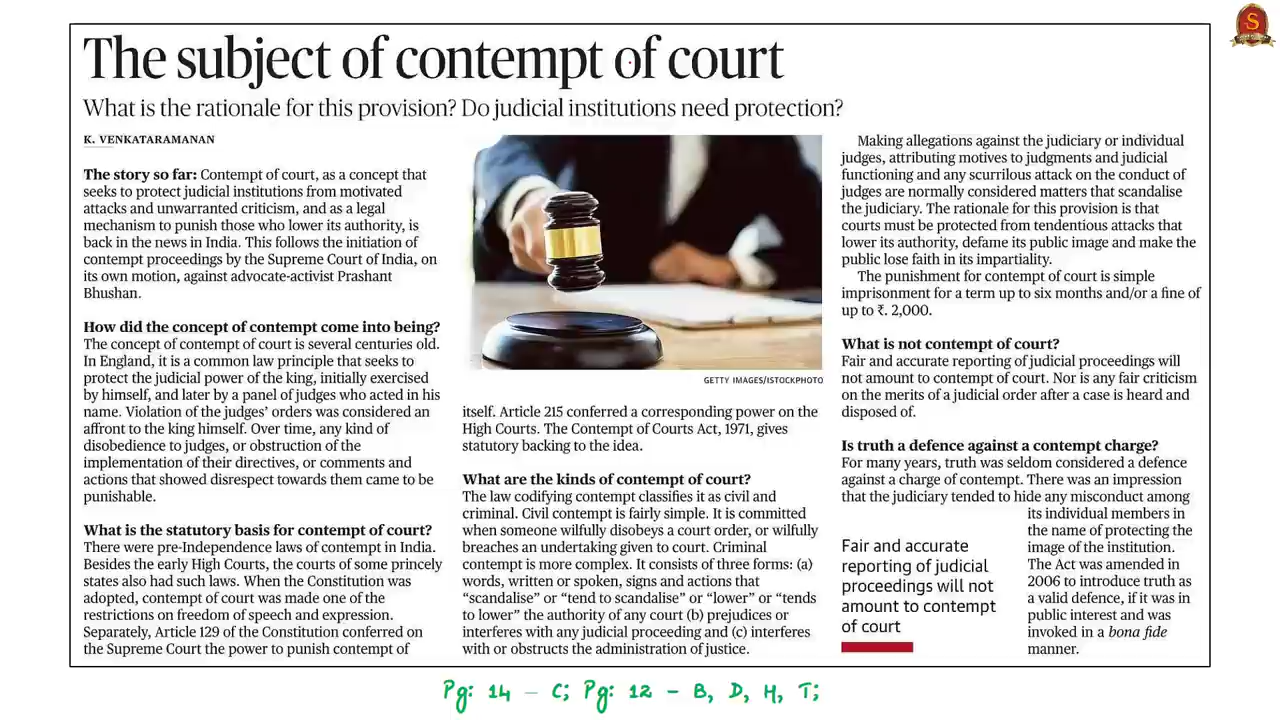 The subject of contempt of court
What is the rationale for this provision? Do judicial institutions need protection?
K. VENKATARAMANAN
The story so far: Contempt of court, as a concept that
seeks to protect judicial institutions from motivated
attacks and unwarranted criticism, and as a legal
mechanism to punish those who lower its authority, is
back in the news in India. This follows the initiation of
contempt proceedings by the Supreme Court of India, on
its own motion, against advocate-activist Prashant
Bhushan.
How did the concept of contempt come into being?
The concept of contempt of court is several centuries old.
In England, it is a common law principle that seeks to
protect the judicial power of the king, initially exercised
by himself, and later by a panel of judges who acted in his
name. Violation of the judges' orders was considered an
affront to the king himself. Over time, any kind of
disobedience to judges, or obstruction of the
implementation of their directives, or comments and
actions that showed disrespect towards them came to be
punishable.
What is the statutory basis for contempt of court?
There were pre-Independence laws of contempt in India.
Besides the early High Courts, the courts of some princely
states also had such laws. When the Constitution was
adopted, contempt of court was made one of the
restrictions on freedom of speech and expression.
Separately, Article 129 of the Constitution conferred on
the Supreme Court the power to punish contempt of
GETTY IMAGES/ISTOCKPHOTO
itself. Article 215 conferred a corresponding power on the
High Courts. The Contempt of Courts Act, 1971, gives
statutory backing to the idea.
What are the kinds of contempt of court?
The law codifying contempt classifies it as civil and
criminal. Civil contempt is fairly simple. It is committed
when someone wilfully disobeys a court order, or wilfully
breaches an undertaking given to court. Criminal
contempt is more complex. It consists of three forms: (a)
words, written or spoken, signs and actions that
“scandalise” or “tend to scandalise” or “lower” or “tends
to lower” the authority of any court (b) prejudices or
interferes with any judicial proceeding and (c) interferes
with or obstructs the administration of justice.
Making allegations against the judiciary or individual
judges, attributing motives to judgments and judicial
functioning and any scurrilous attack on the conduct of
judges are normally considered matters that scandalise
the judiciary. The rationale for this provision is that
courts must be protected from tendentious attacks that
lower its authority, defame its public image and make the
public lose faith in its impartiality.
The punishment for contempt of court is simple
imprisonment for a term up to six months and/or a fine of
up to ₹. 2,000.
What is not contempt of court?
Fair and accurate reporting of judicial proceedings will
not amount to contempt of court. Nor is any fair criticism
on the merits of a judicial order after a case is heard and
disposed of.
Is truth a defence against a contempt charge?
For many years, truth was seldom considered a defence
against a charge of contempt. There was an impression
that the judiciary tended to hide any misconduct among
its individual members in
the name of protecting the
image of the institution.
The Act was amended in
2006 to introduce truth as
a valid defence, if it was in
public interest and was
invoked in a bona fide
manner.
Fair and accurate
reporting of judicial
proceedings will not
amount to contempt
of court
Pg: 14 – C; Pg: 12 – B, D, H, T;
S